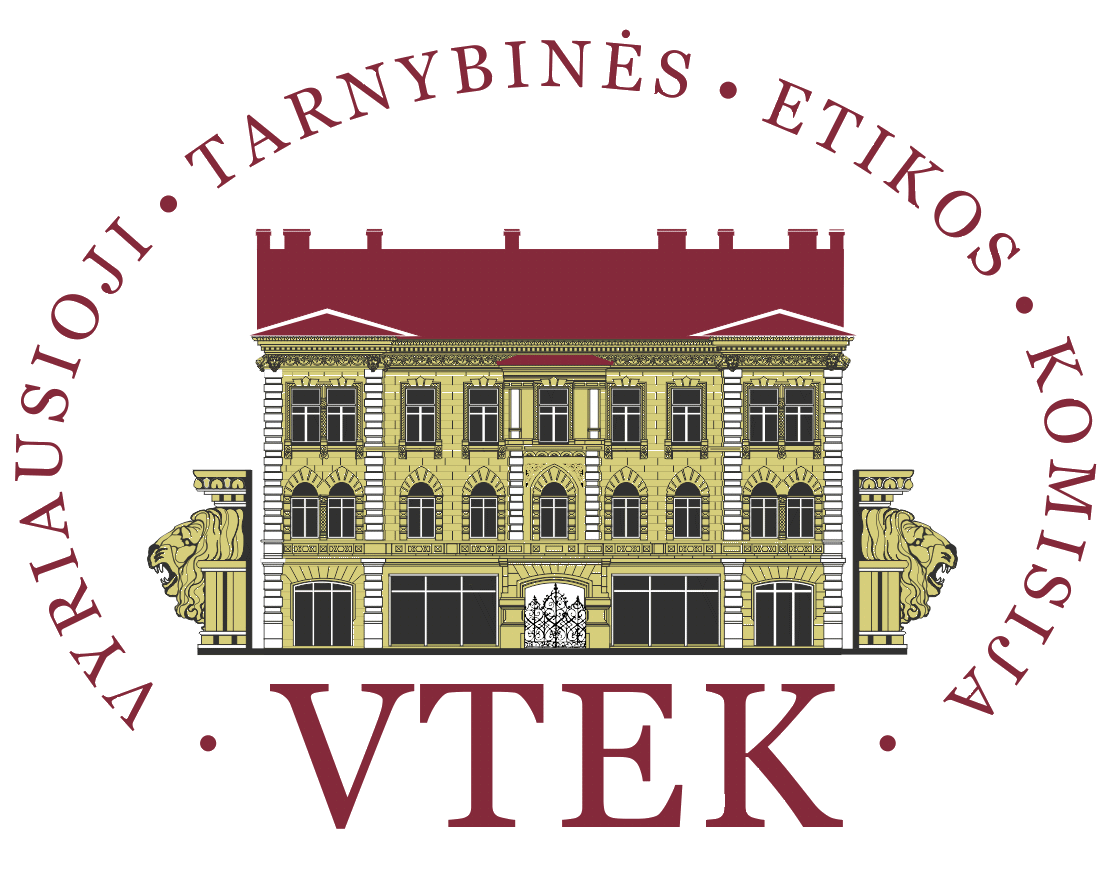 VYRIAUSIOJI • TARNYBINĖS • ETIKOS • KOMISIJA
• VTEK •